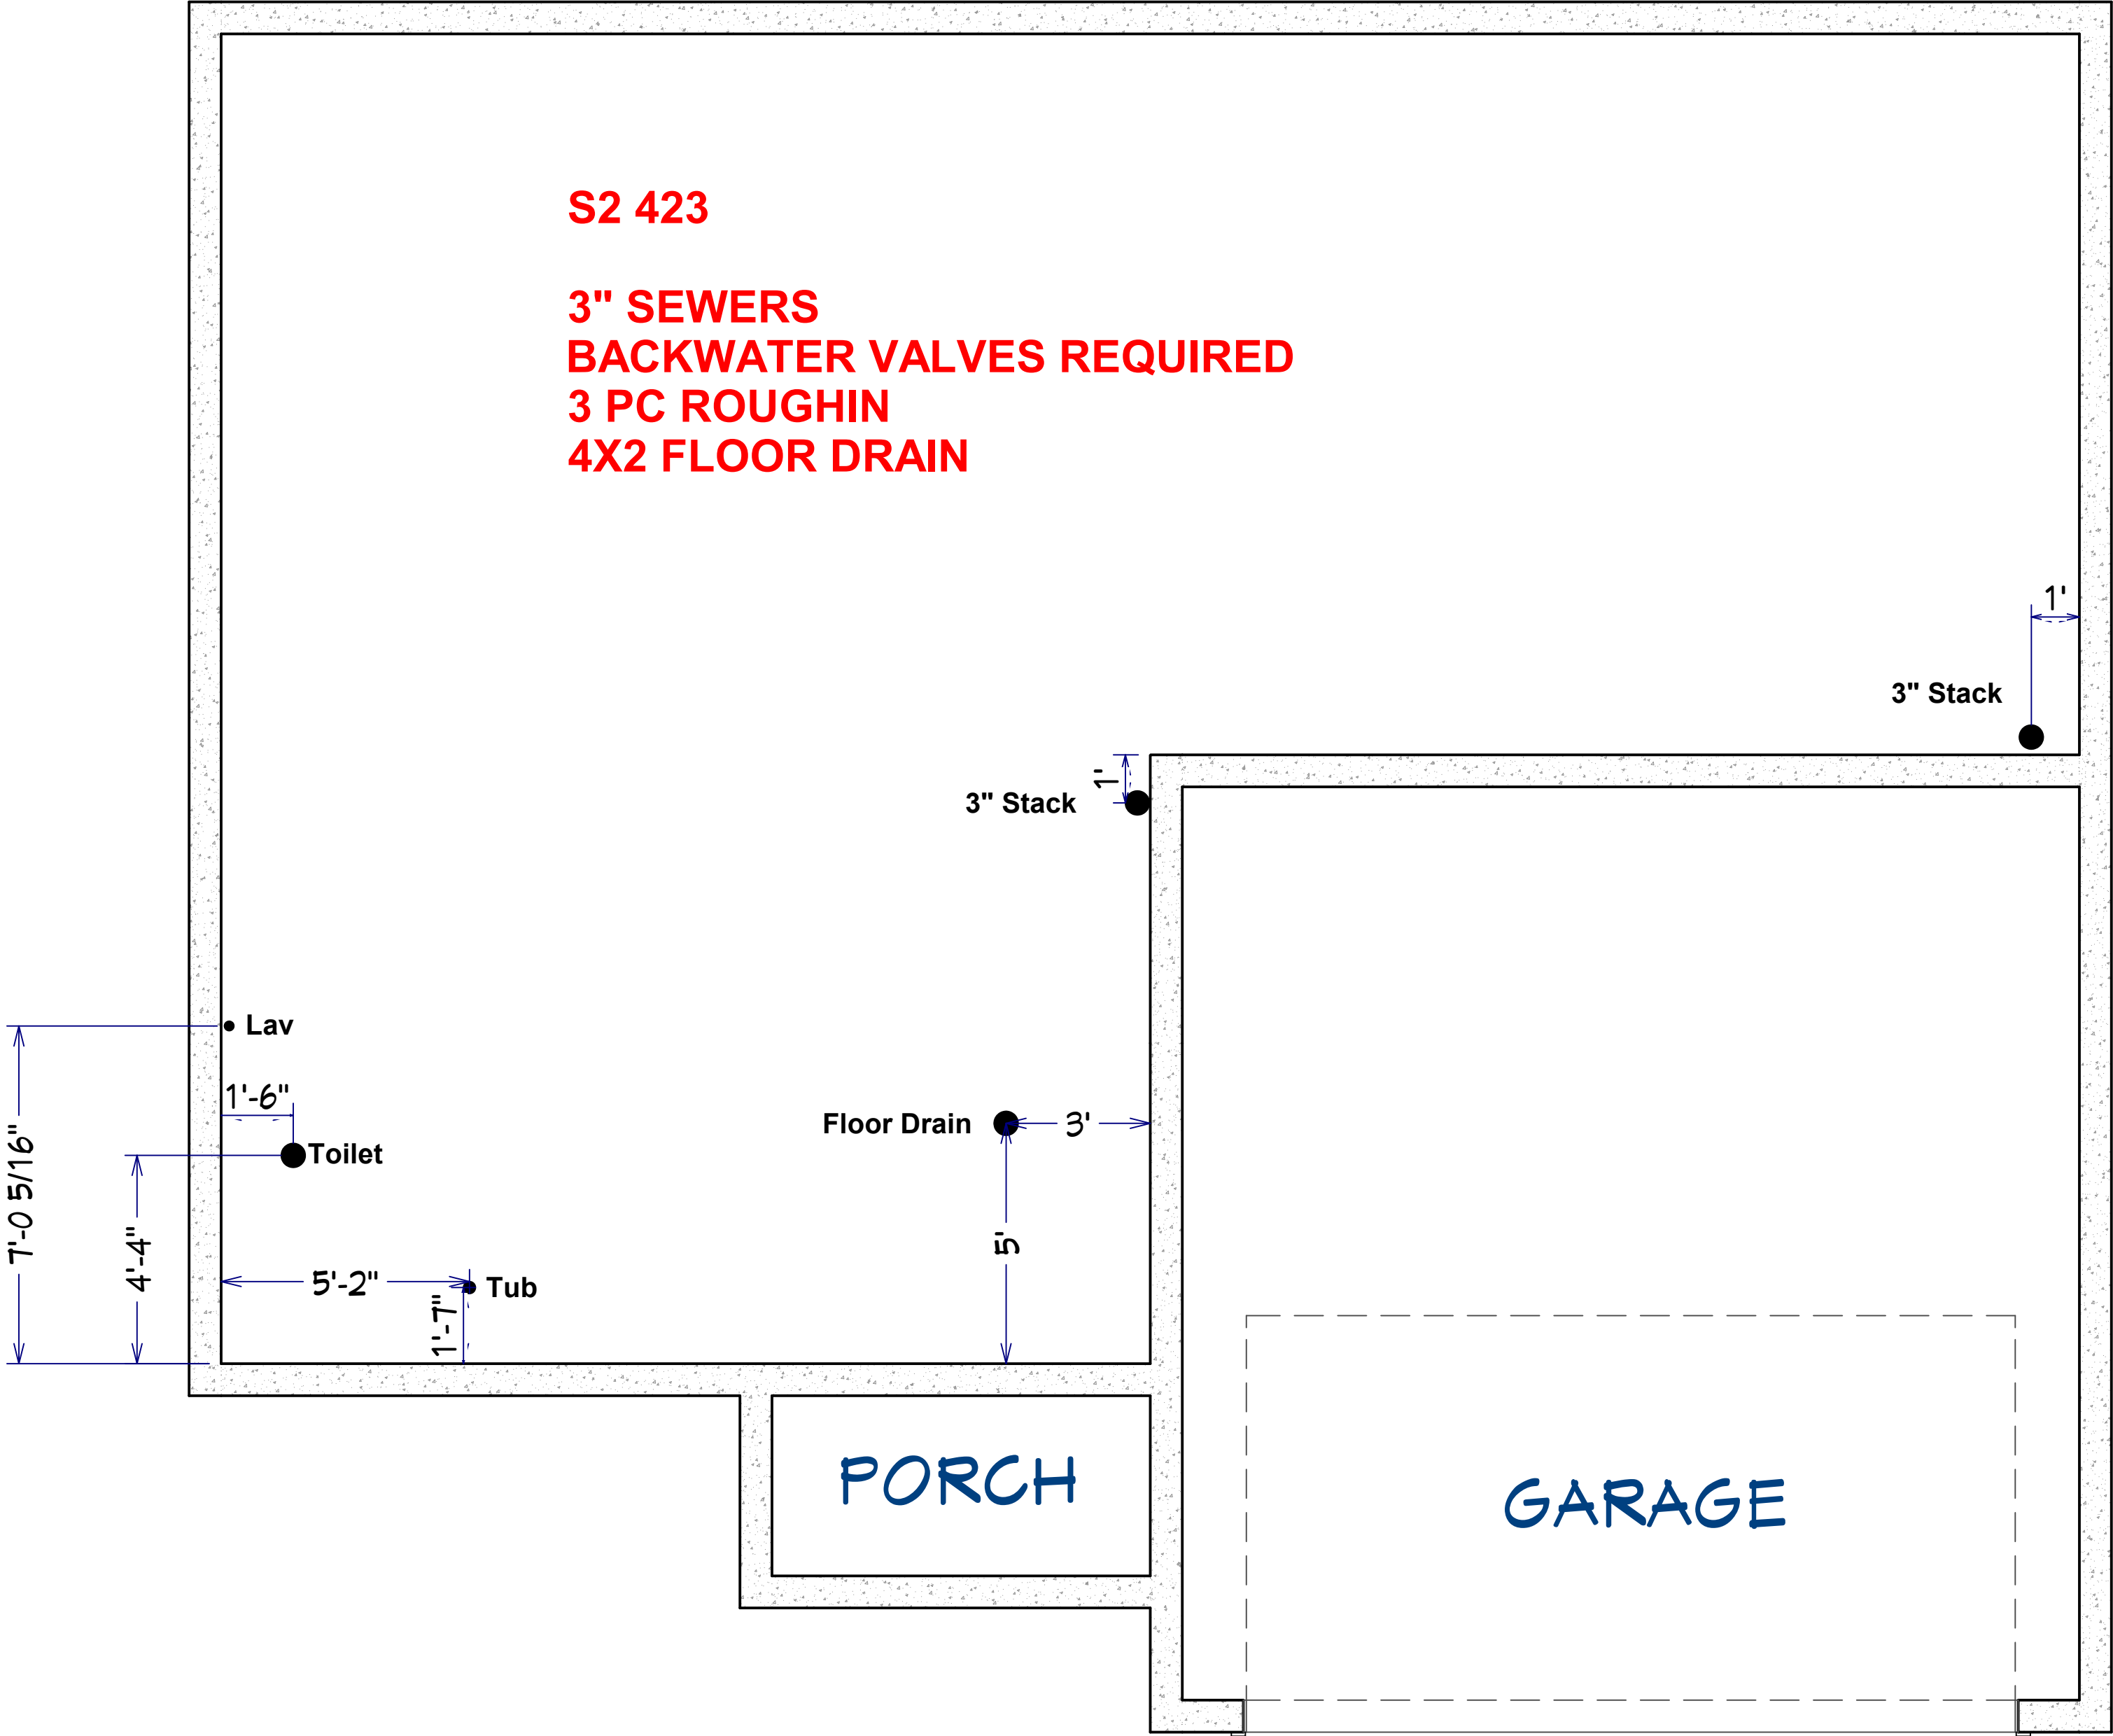 S2 423
3" SEWERS
BACKWATER VALVES REQUIRED
3 PC ROUGHIN
4X2 FLOOR DRAIN
1'
3" Stack
1'
3" Stack
Lav
1'-6"
Toilet
Floor Drain
3'
7'-0 5/16"
4'-4"
5'
5'-2"
Tub
1'-7"
PORCH
GARAGE